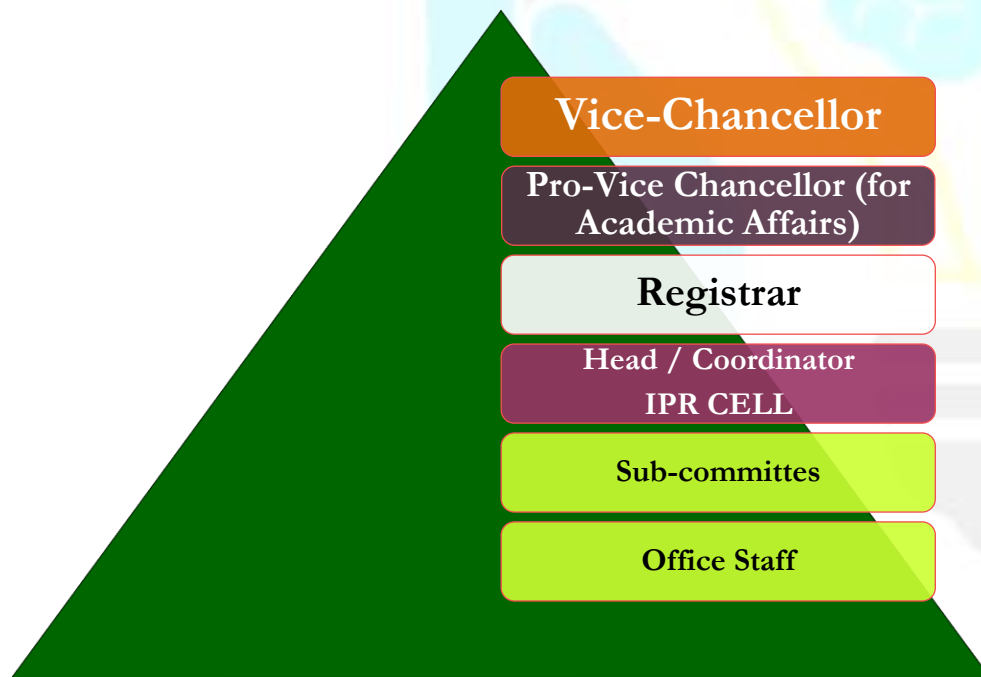 Vice-Chancellor
Pro-Vice Chancellor (for
Academic Affairs)
Registrar
Head / Coordinator
IPR CELL
Sub-committes
Office Staff